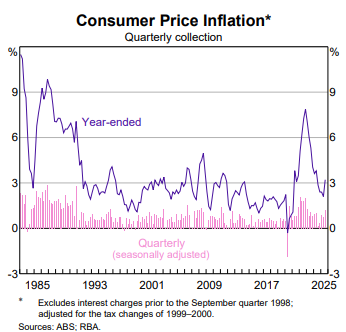 Consumer Price Inflation*
Quarterly collection
% %
9 9
Year-ended
6 6
3 3
0 0
Quarterly
(seasonally adjusted)
-3 -3
1985 1993 2001 2009 2017 2025
* Excludes interest charges prior to the September quarter 1998;
adjusted for the tax changes of 1999–2000.
Sources: ABS; RBA.